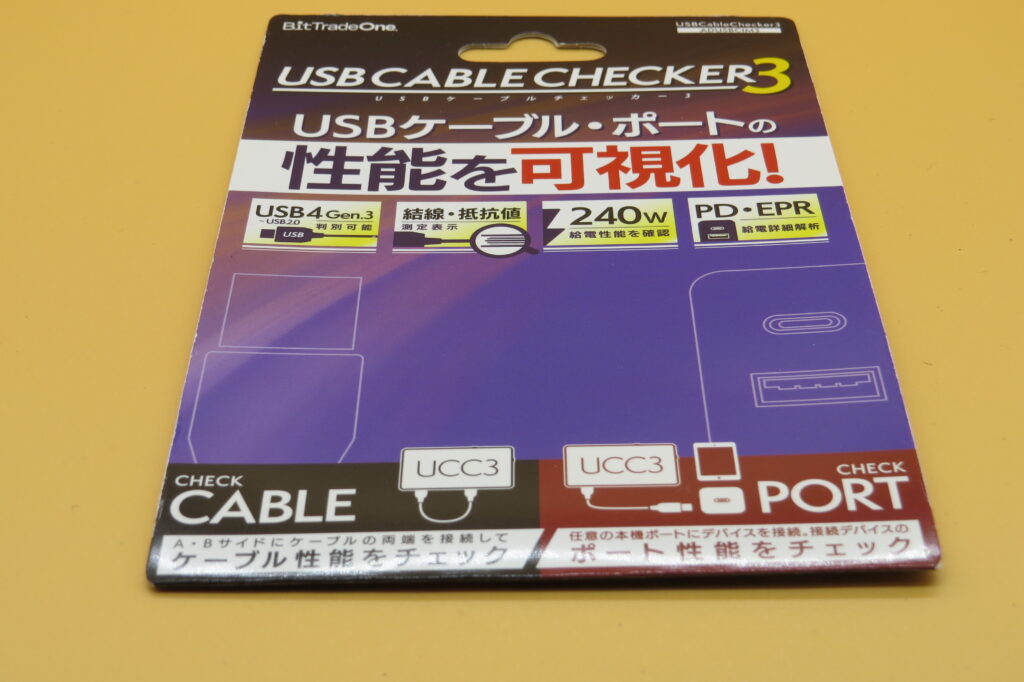 BitTradeOne
USBCableChecker3
ADUSBCIM3
USB CABLE CHECKER3
USBケーブルチェッカー3
USBケーブル・ポートの
性能を可視化!
USB4 Gen.3
~USB2.0
判別可能
USB
結線・抵抗値
測定表示
240W
給電性能を確認
PD・EPR
給電詳細解析
CHECK
CABLE
UCC3
A・Bサイドにケーブルの両端を接続して
ケーブル性能をチェック
UCC3
CHECK
PORT
任意の本機ポートにデバイスを接続。接続デバイスの
ポート性能をチェック